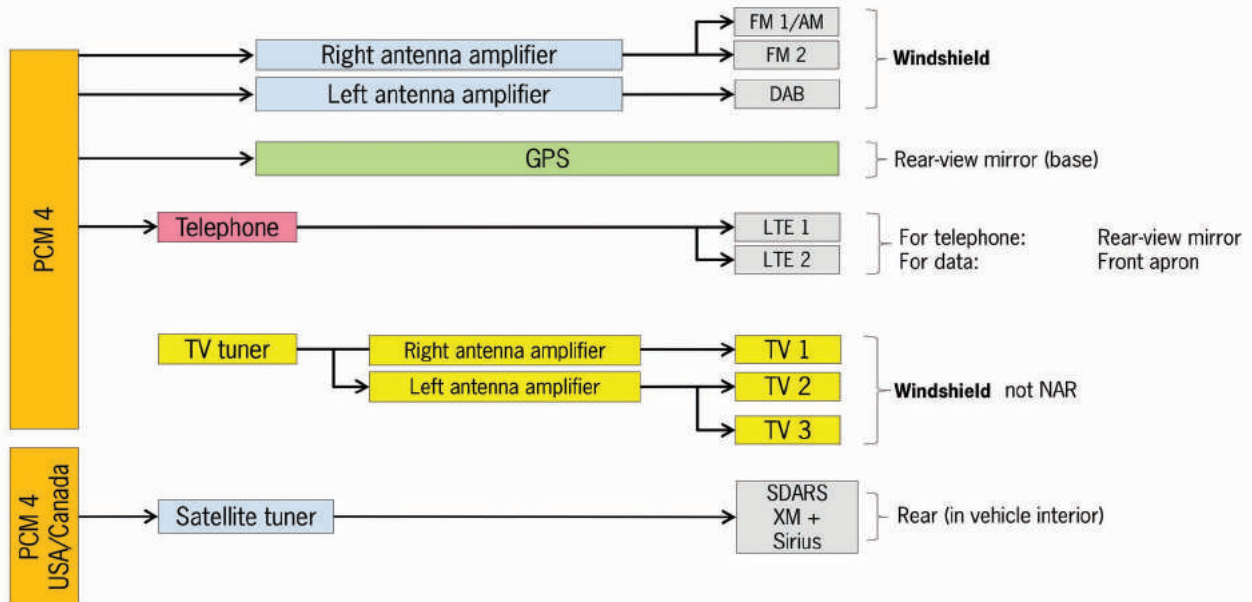 PCM 4
Right antenna amplifier
FM 1/AM
FM 2
Windshield
Left antenna amplifier
DAB
GPS
Rear-view mirror (base)
Telephone
LTE 1
LTE 2
For telephone: Rear-view mirror
For data: Front apron
TV tuner
Right antenna amplifier
TV 1
Left antenna amplifier
TV 2
TV 3
Windshield not NAR
PCM 4
USA/Canada
Satellite tuner
SDARS
XM +
Sirius
Rear (in vehicle interior)